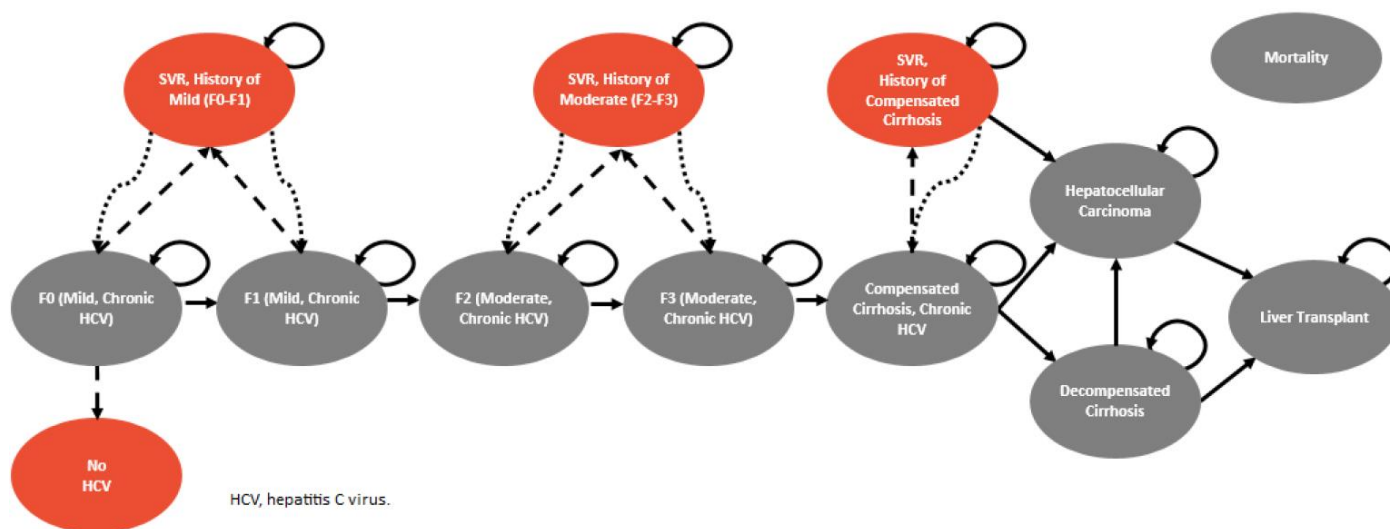 SVR, History of
Mild (F0-F1)
SVR, History of
Moderate (F2-F3)
SVR,
History of
Compensated
Cirrhosis
Mortality
Hepatocellular
Carcinoma
F0 (Mild, Chronic
HCV)
F1 (Mild, Chronic
HCV)
F2 (Moderate,
Chronic HCV)
F3 (Moderate,
Chronic HCV)
Compensated
Cirrhosis, Chronic
HCV
Liver Transplant
Decompensated
Cirrhosis
No
HCV
HCV, hepatitis C virus.